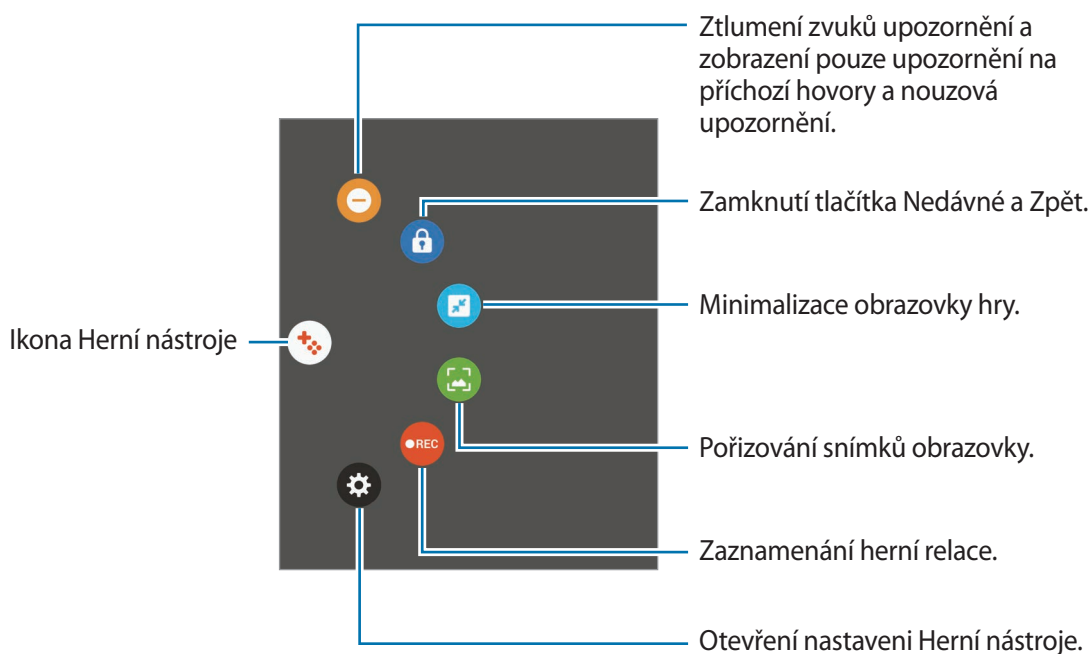 Ztlumení zvuků upozornění a
zobrazení pouze upozornění na
příchozí hovory a nouzová
upozornění.
Zamknutí tlačítka Nedávné a Zpět.
Minimalizace obrazovky hry.
Ikona Herní nástroje
Pořizování snímků obrazovky.
REC
Zaznamenání herní relace.
Otevření nastaveni Herní nástroje.